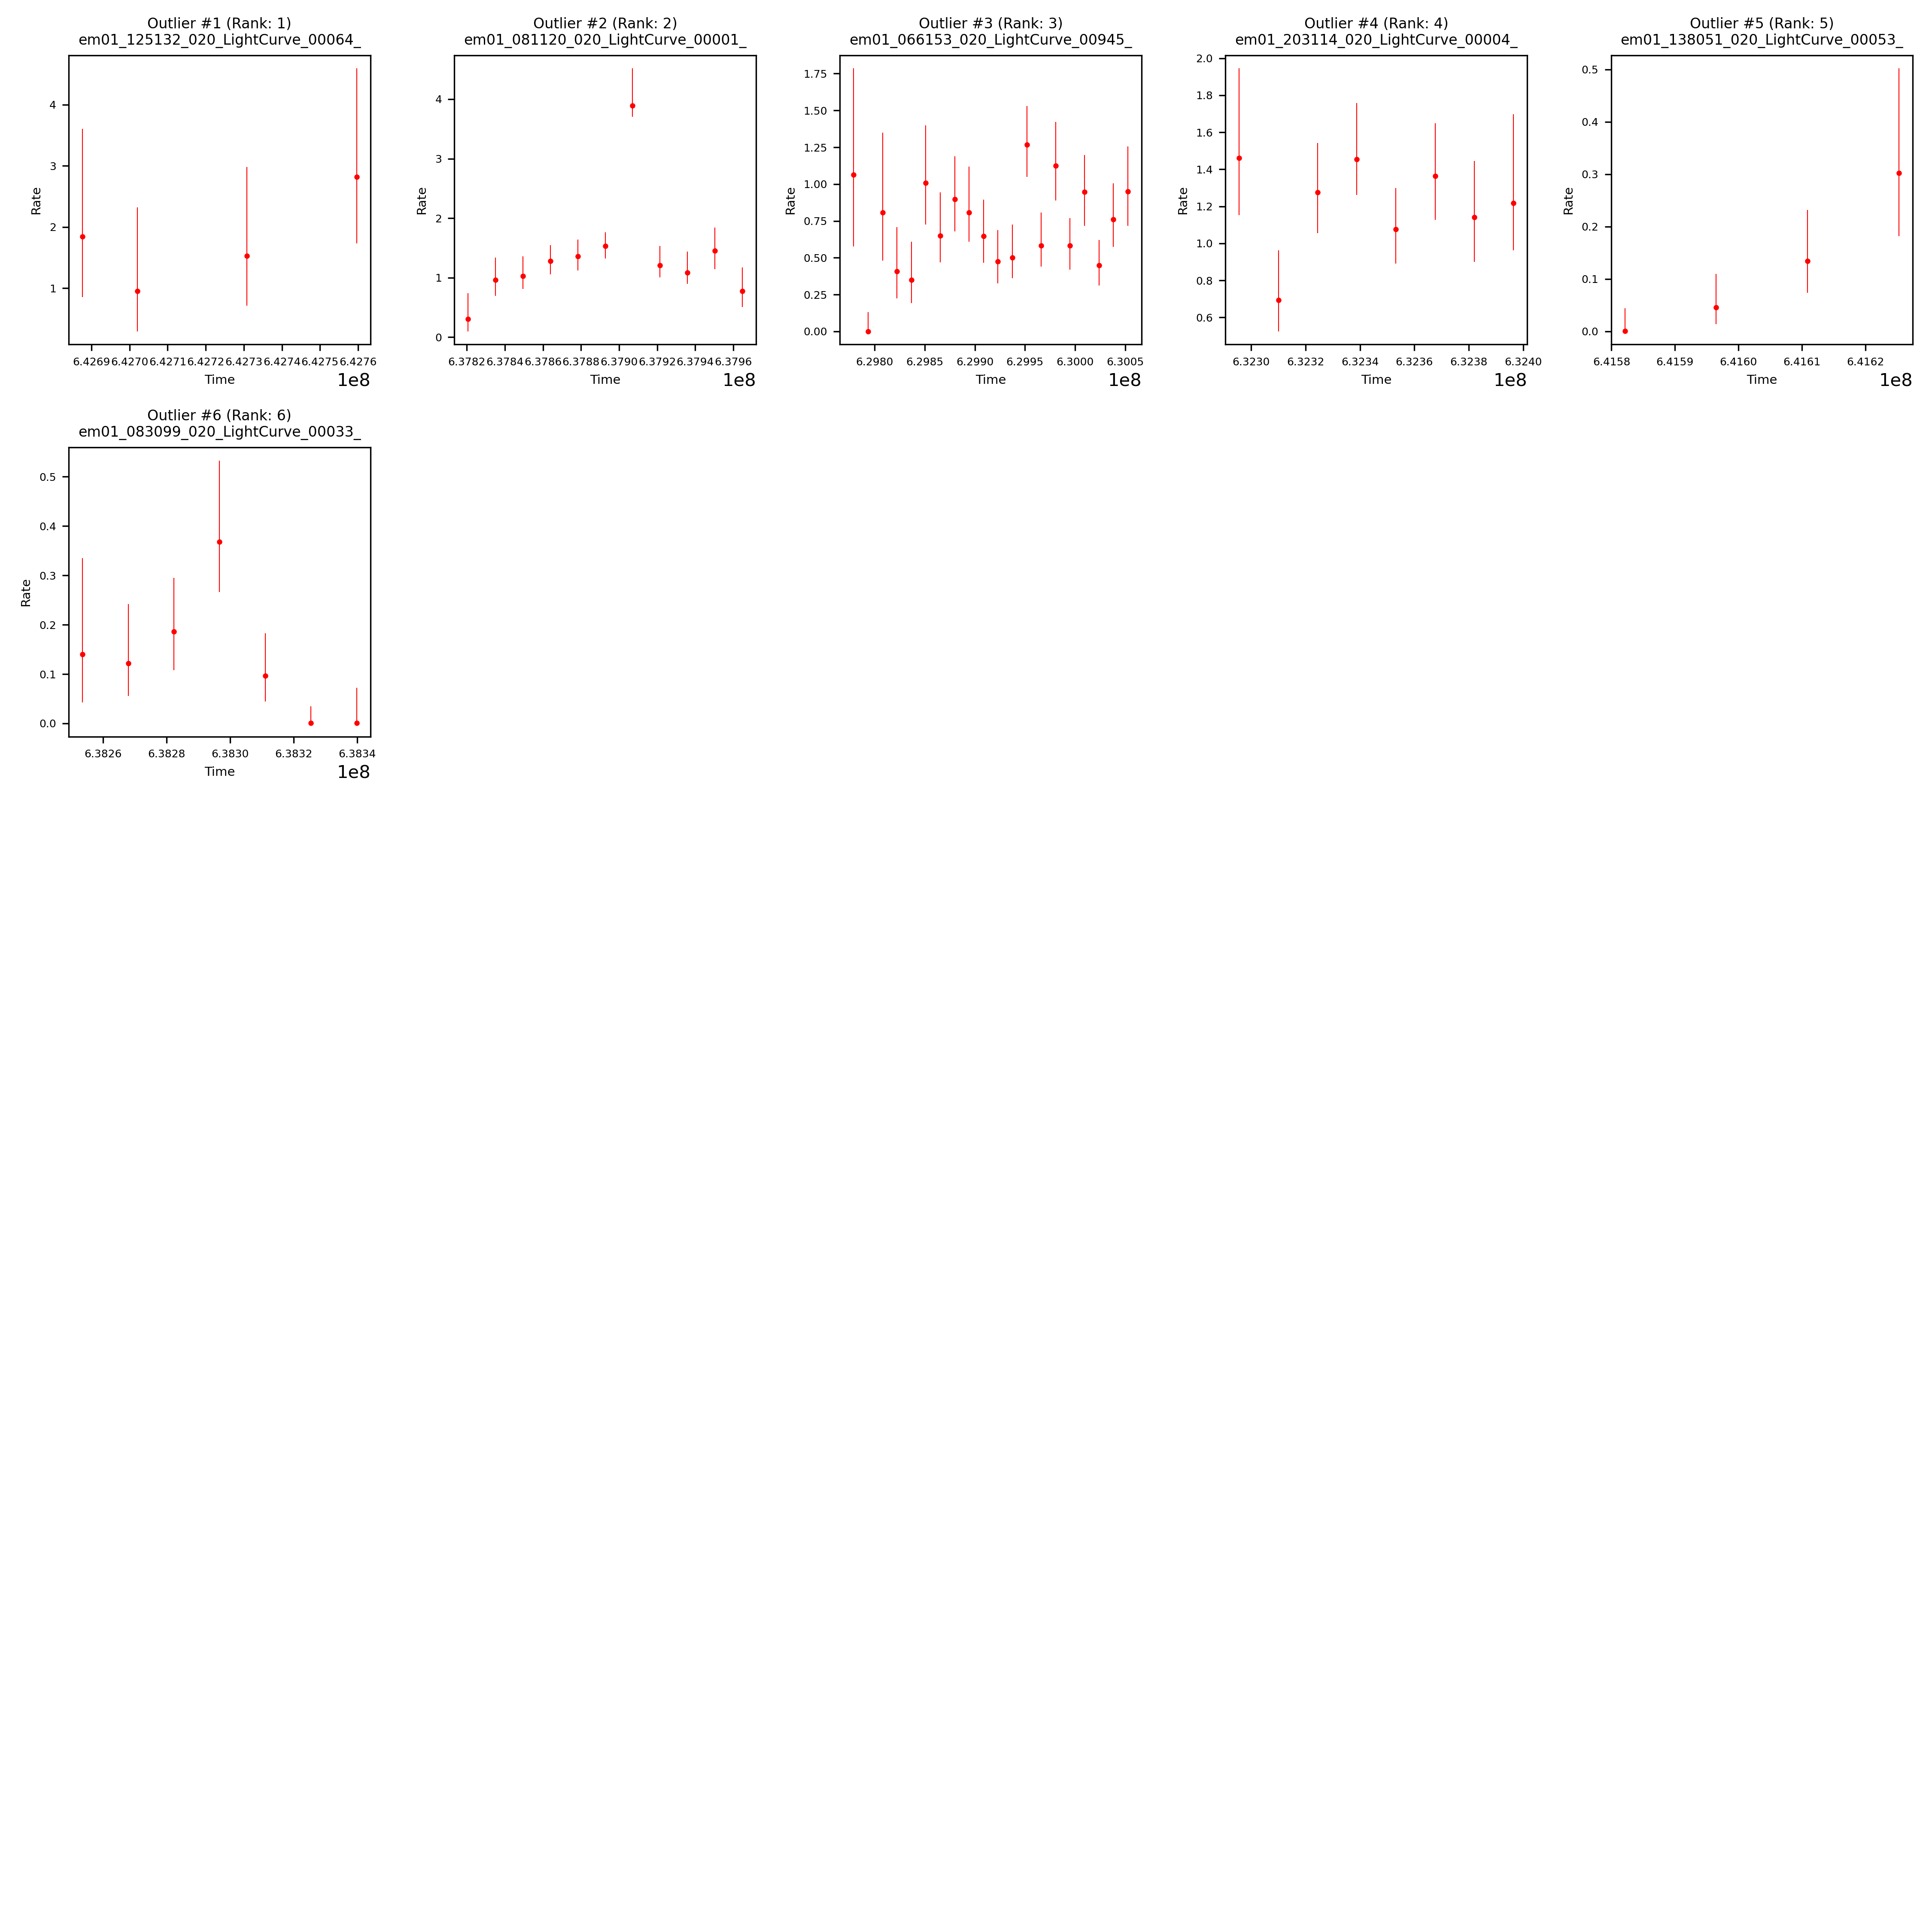 Outlier #1 (Rank: 1)
em01_125132_020_LightCurve_00064_
Rate
4
3
2
1
6.4269 6.4270 6.4271 6.4272 6.4273 6.4274 6.4275 6.4276
Time
1e8
Outlier #2 (Rank: 2)
em01_081120_020_LightCurve_00001_
Rate
4
3
2
1
0
6.3782 6.3784 6.3786 6.3788 6.3790 6.3792 6.3794 6.3796
Time
1e8
Outlier #3 (Rank: 3)
em01_066153_020_LightCurve_00945_
Rate
1.75
1.50
1.25
1.00
0.75
0.50
0.25
0.00
6.2980 6.2985 6.2990 6.2995 6.3000 6.3005
Time
1e8
Outlier #4 (Rank: 4)
em01_203114_020_LightCurve_00004_
Rate
2.0
1.8
1.6
1.4
1.2
1.0
0.8
0.6
6.3230 6.3232 6.3234 6.3236 6.3238 6.3240
Time
1e8
Outlier #5 (Rank: 5)
em01_138051_020_LightCurve_00053_
Rate
0.5
0.4
0.3
0.2
0.1
0.0
6.4158 6.4159 6.4160 6.4161 6.4162
Time
1e8
Outlier #6 (Rank: 6)
em01_083099_020_LightCurve_00033_
Rate
0.5
0.4
0.3
0.2
0.1
0.0
6.3826 6.3828 6.3830 6.3832 6.3834
Time
1e8